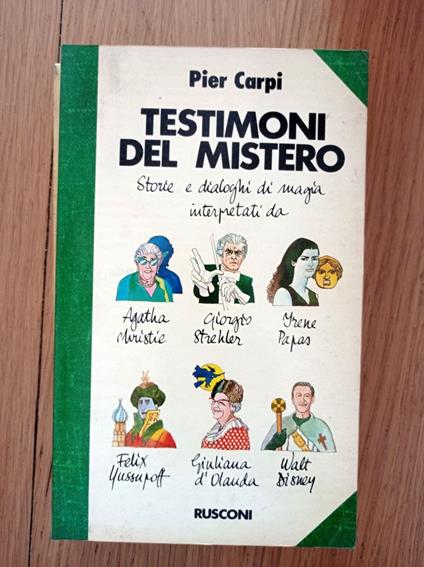 Pier Carpi
TESTIMONI
DEL MISTERO
Storie e dialoghi di magia
interpretati da
Agatha
Christie
Giorgio
Strehler
Yrene
Papas
Felix
Yussupoff
Giuliana
d'Olanda
Walt
Disney
RUSCONI